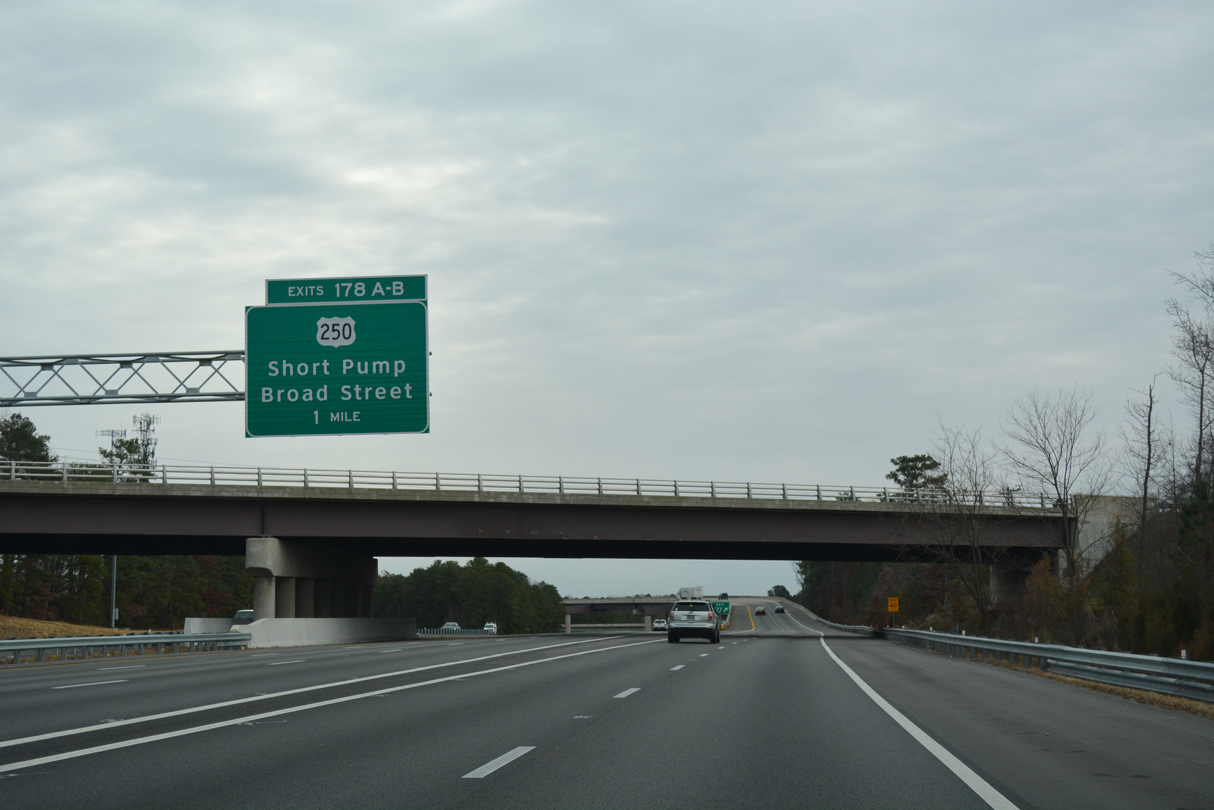 EXITS 178 A-B
250
Short Pump
Broad Street
1 MILE